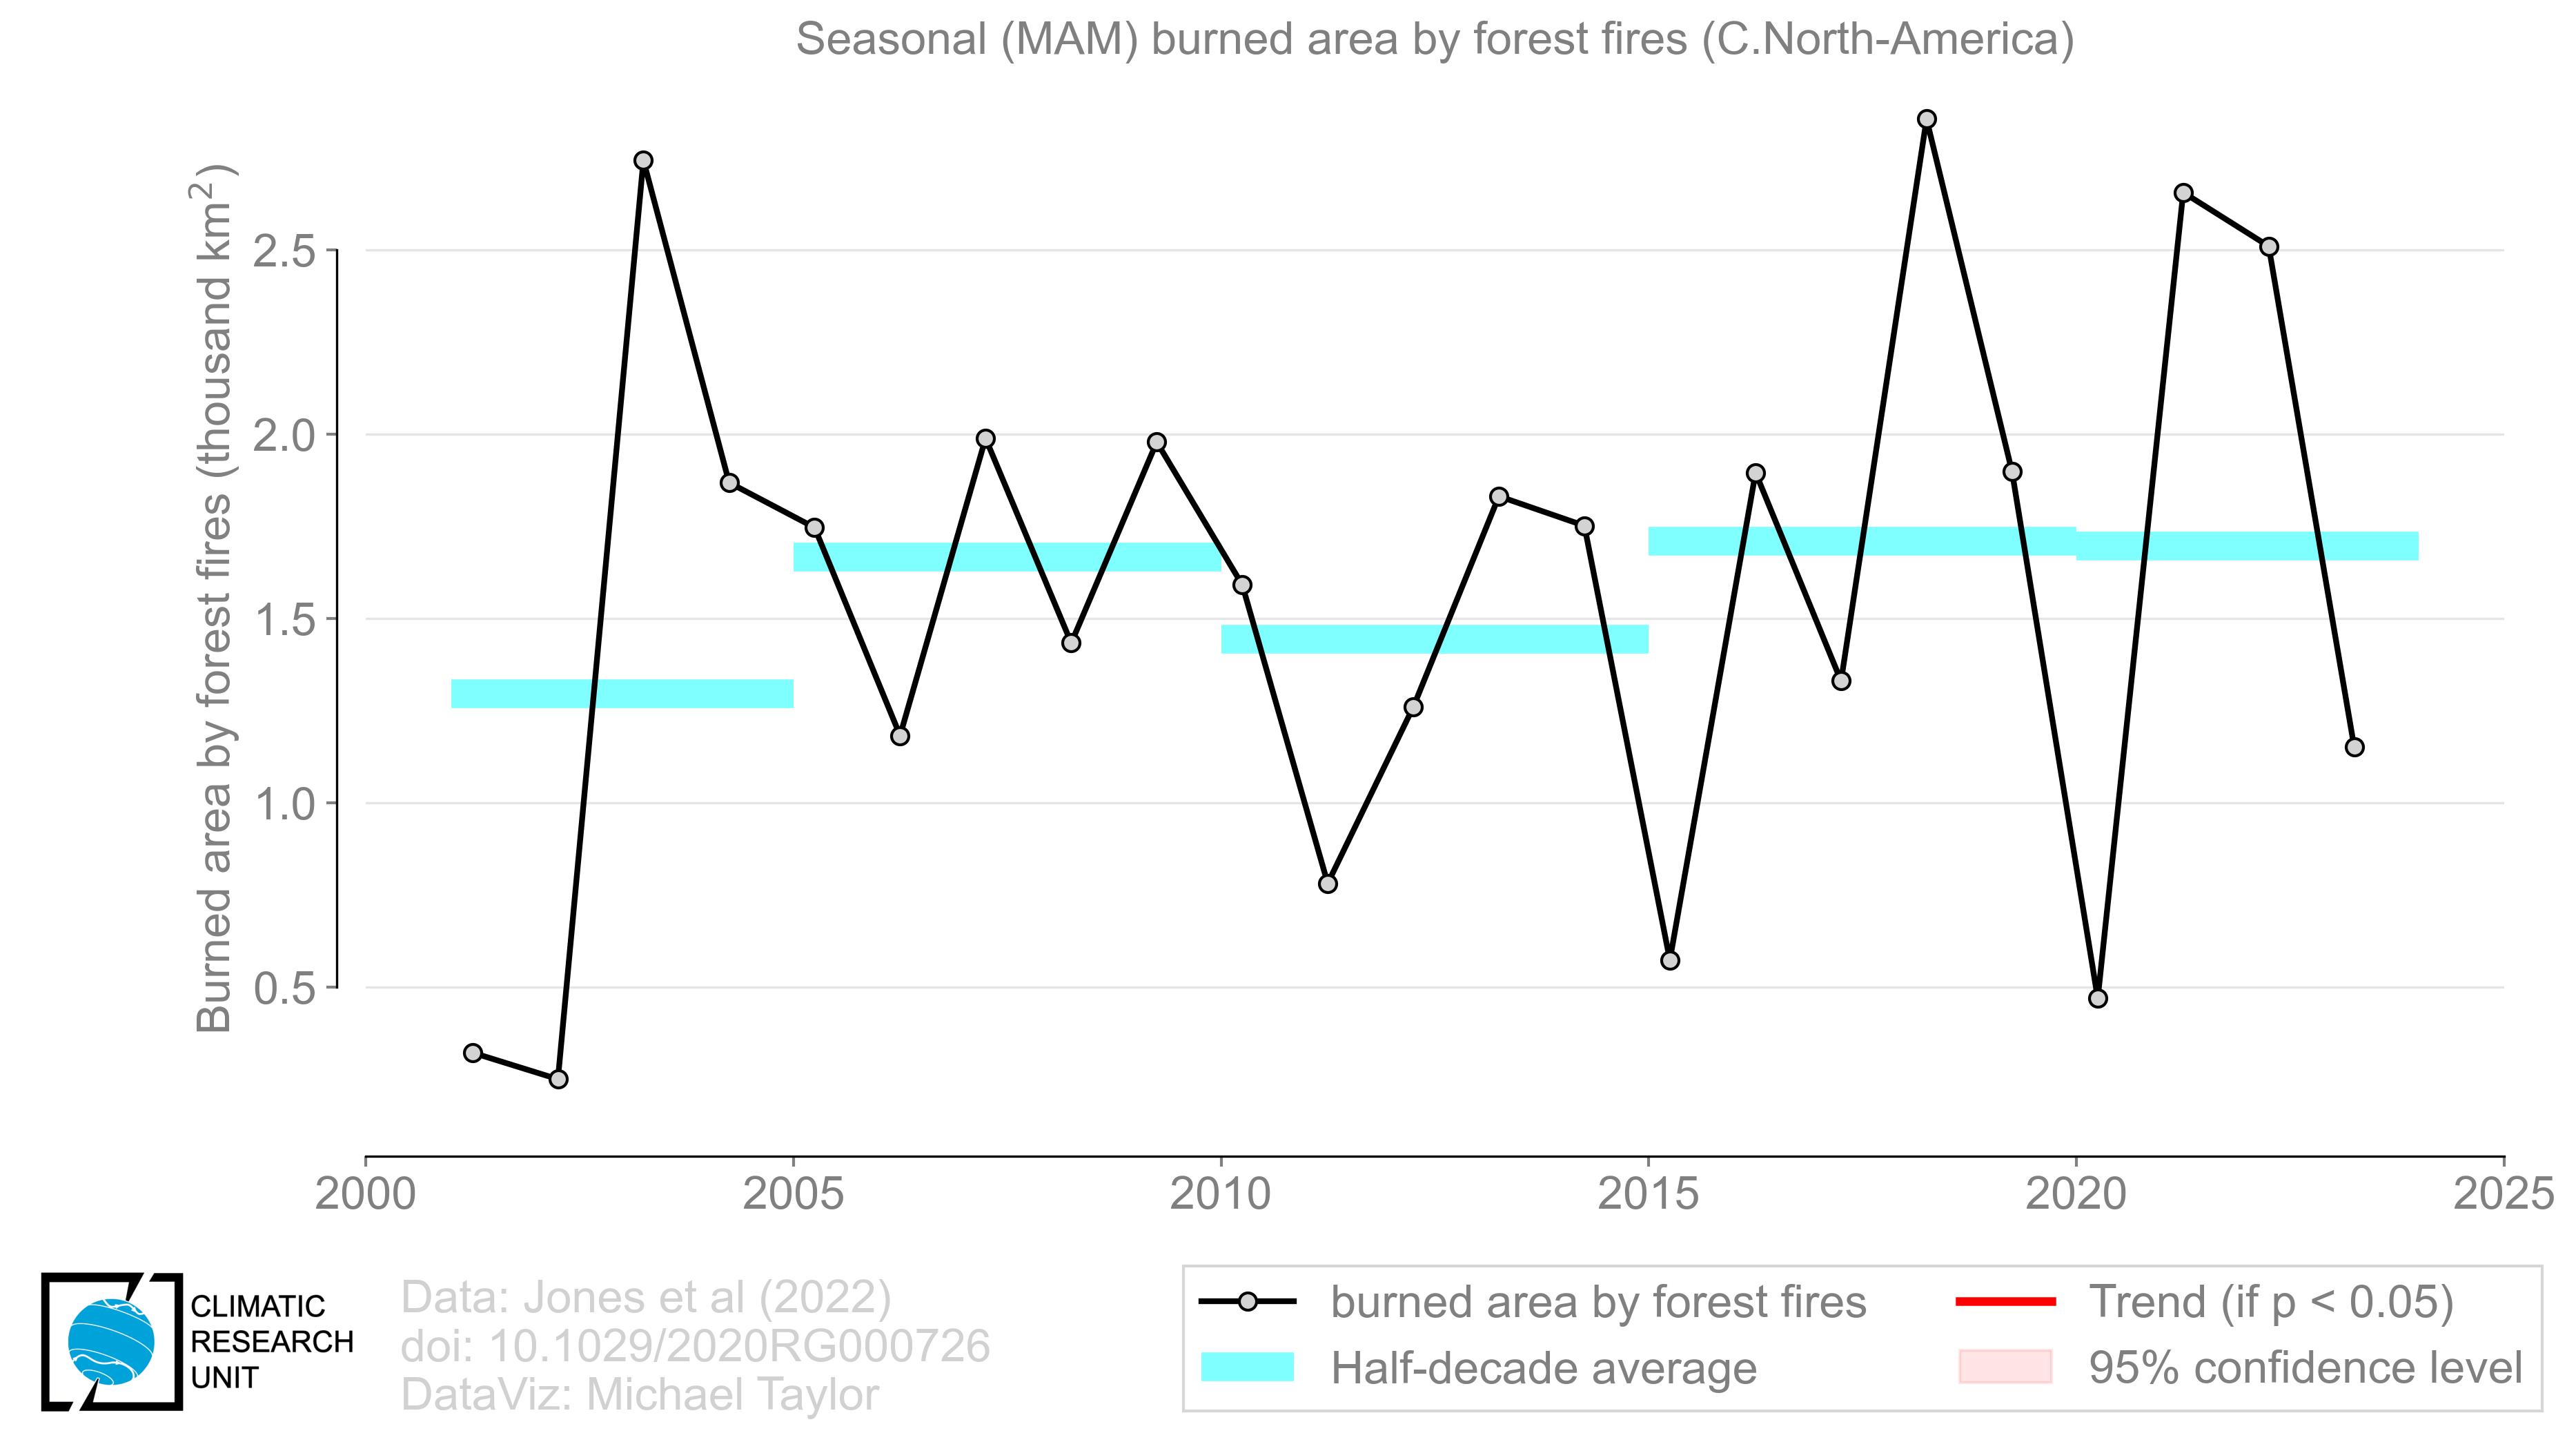 Seasonal (MAM) burned area by forest fires (C.North-America)
Burned area by forest fires (thousand km²)
2.5
2.0
1.5
1.0
0.5
2000 2005 2010 2015 2020 2025
CLIMATIC
RESEARCH
UNIT
Data: Jones et al (2022)
doi: 10.1029/2020RG000726
DataViz: Michael Taylor
burned area by forest fires
Half-decade average
Trend (if p < 0.05)
95% confidence level